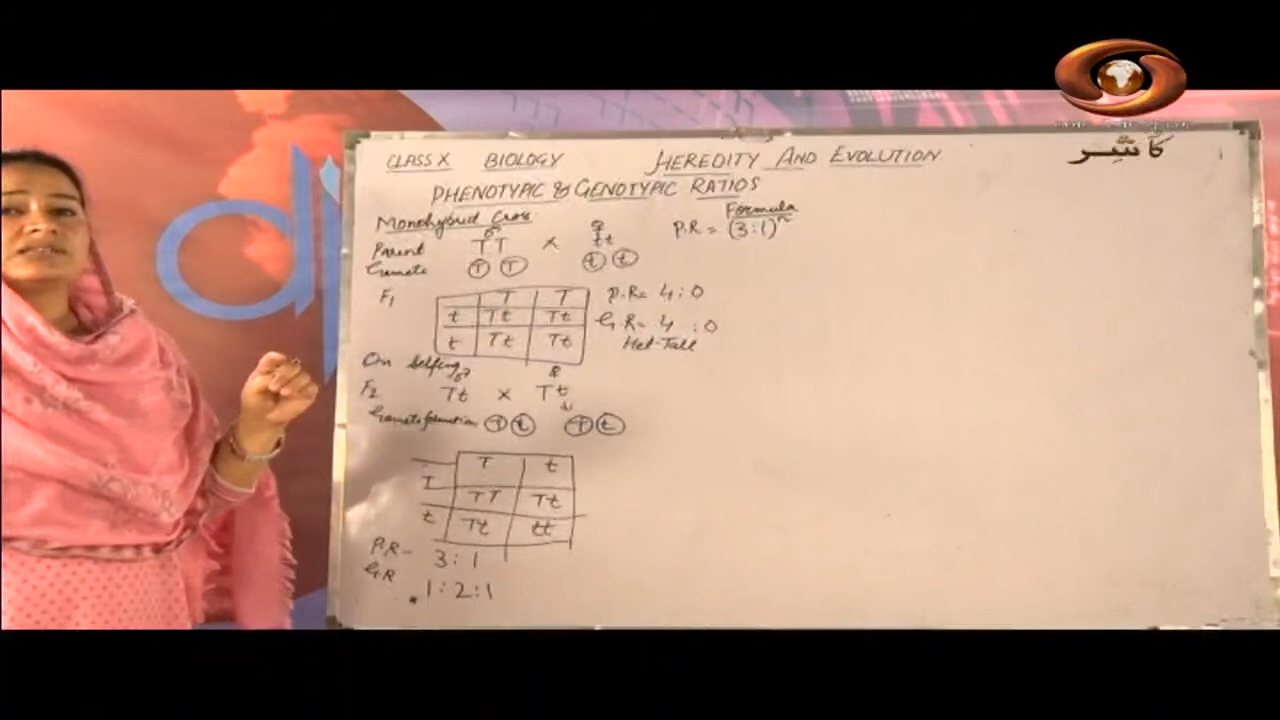 CLASS X BIOLOGY HEREDITY AND EVOLUTION
PHENOTYPIC & GENOTYPIC RATIOS
Monohybrid Cross
Formula
P.R = (3:1)ⁿ
Parent ♂ TT × ♀ tt
Gamete T T t t
F₁
T T
t Tt Tt
t Tt Tt
P.R = 4 : 0
G.R = 4 : 0
Het-Tall
On Selfing
F₂ ♂ Tt × ♀ Tt
Gamete formation T t T t
T t
T TT Tt
t Tt tt
P.R = 3 : 1
G.R
1 : 2 : 1
کٲشِر